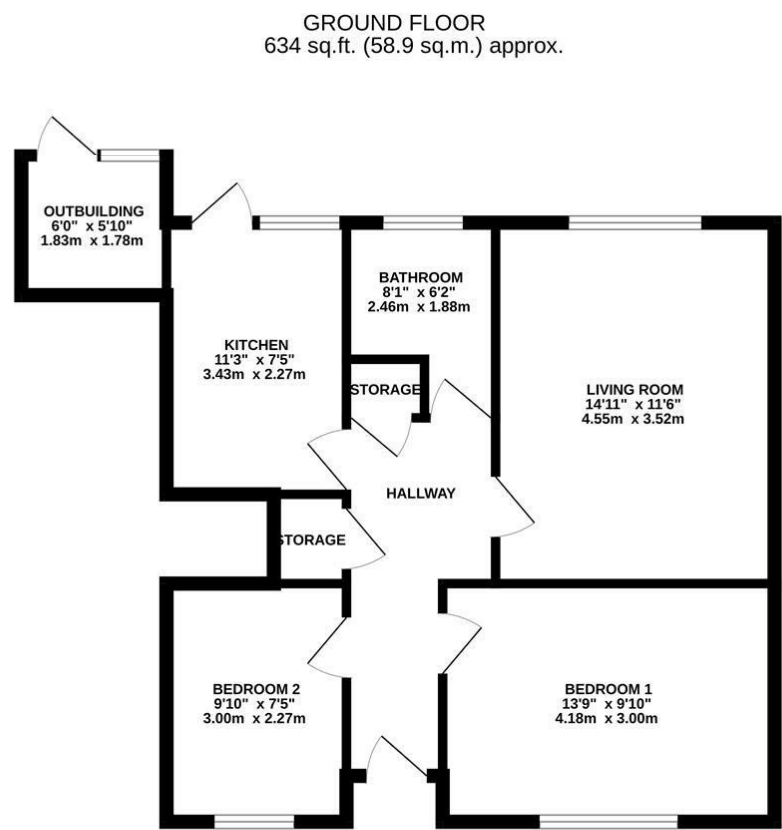 GROUND FLOOR
634 sq.ft. (58.9 sq.m.) approx.
OUTBUILDING
6'0" x 5'10"
1.83m x 1.78m
BATHROOM
8'1" x 6'2"
2.46m x 1.88m
KITCHEN
11'3" x 7'5"
3.43m x 2.27m
STORAGE
LIVING ROOM
14'11" x 11'6"
4.55m x 3.52m
HALLWAY
STORAGE
BEDROOM 2
9'10" x 7'5"
3.00m x 2.27m
BEDROOM 1
13'9" x 9'10"
4.18m x 3.00m